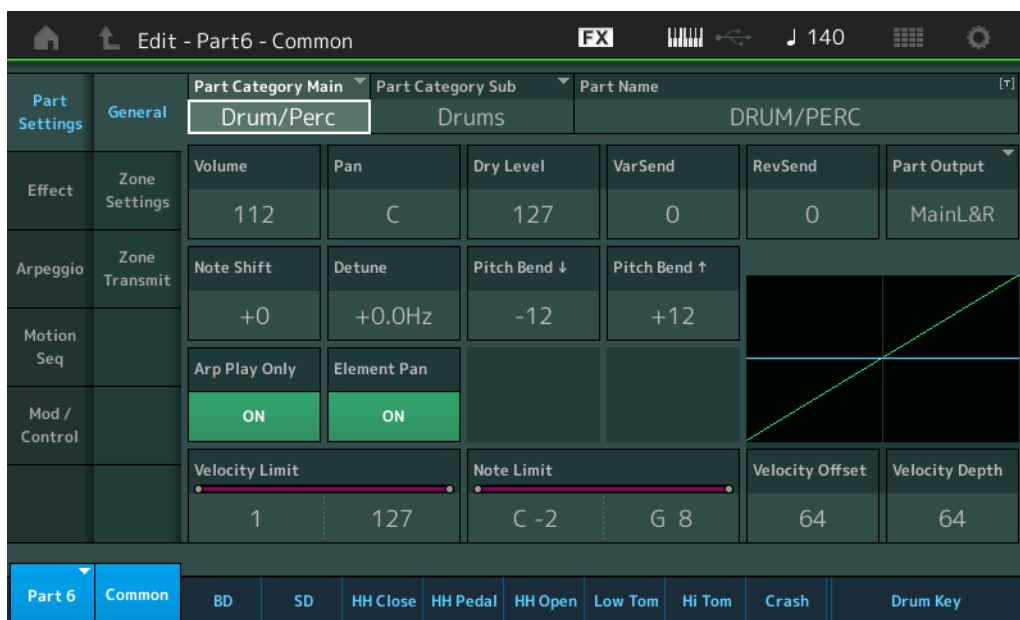 Edit - Part6 - Common
FX
♩ 140
Part Settings
Effect
Arpeggio
Motion Seq
Mod / Control
General
Zone Settings
Zone Transmit
Part Category Main
Part Category Sub
Part Name
[T]
Drum/Perc
Drums
DRUM/PERC
Volume
Pan
Dry Level
VarSend
RevSend
Part Output
112
C
127
0
0
MainL&R
Note Shift
Detune
Pitch Bend ↓
Pitch Bend ↑
+0
+0.0Hz
-12
+12
Arp Play Only
Element Pan
ON
ON
Velocity Limit
Note Limit
Velocity Offset
Velocity Depth
1
127
C -2
G 8
64
64
Part 6
Common
BD
SD
HH Close
HH Pedal
HH Open
Low Tom
Hi Tom
Crash
Drum Key